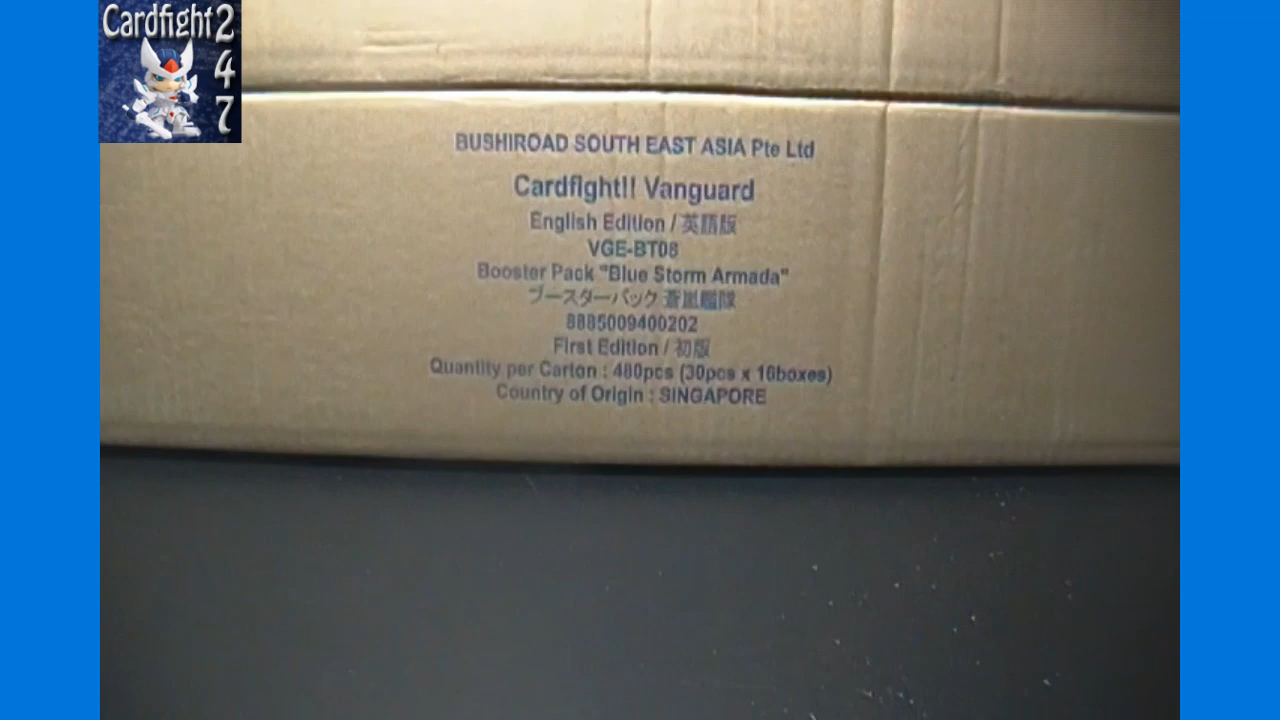 Cardfight2
4
7
BUSHIROAD SOUTH EAST ASIA Pte Ltd
Cardfight!! Vanguard
English Edition / 英語版
VGE-BT08
Booster Pack "Blue Storm Armada"
ブースターパック 蒼嵐艦隊
8885009400202
First Edition / 初版
Quantity per Carton : 480pcs (30pcs x 16boxes)
Country of Origin : SINGAPORE